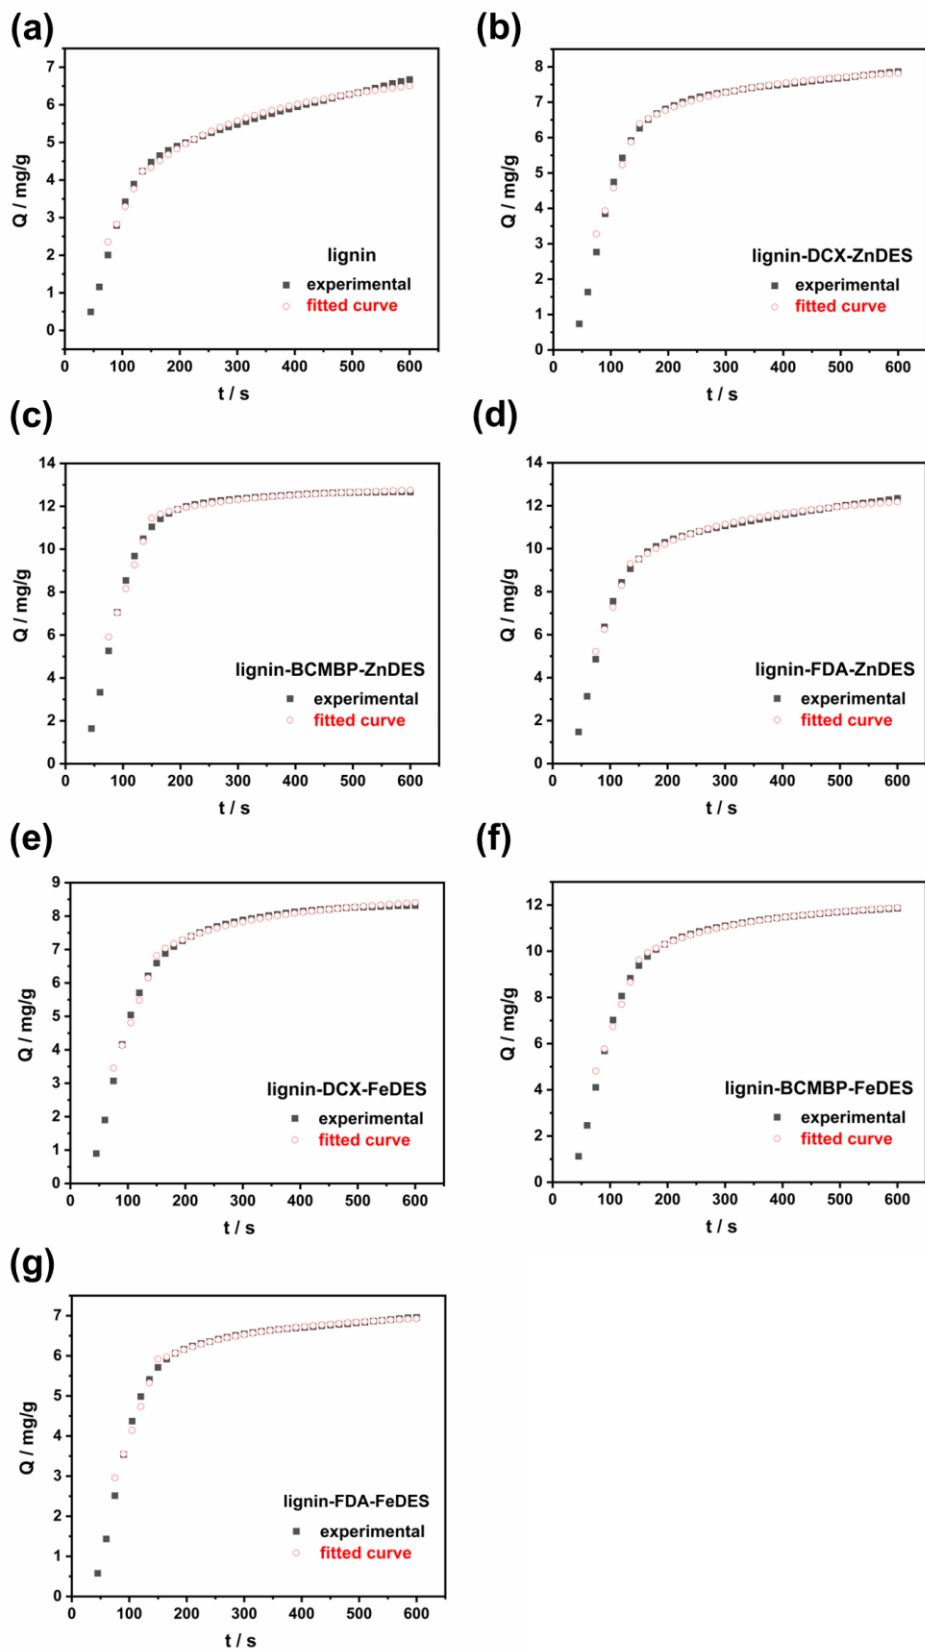 (a)
7
6
5
4
3
2
1
0
Q / mg/g
lignin
experimental
fitted curve
0 100 200 300 400 500 600
t / s
(b)
8
7
6
5
4
3
2
1
0
Q / mg/g
lignin-DCX-ZnDES
experimental
fitted curve
0 100 200 300 400 500 600
t / s
(c)
14
12
10
8
6
4
2
0
Q / mg/g
lignin-BCMBP-ZnDES
experimental
fitted curve
0 100 200 300 400 500 600
t / s
(d)
14
12
10
8
6
4
2
0
Q / mg/g
lignin-FDA-ZnDES
experimental
fitted curve
0 100 200 300 400 500 600
t / s
(e)
9
8
7
6
5
4
3
2
1
0
Q / mg/g
lignin-DCX-FeDES
experimental
fitted curve
0 100 200 300 400 500 600
t / s
(f)
12
10
8
6
4
2
0
Q / mg/g
lignin-BCMBP-FeDES
experimental
fitted curve
0 100 200 300 400 500 600
t / s
(g)
7
6
5
4
3
2
1
0
Q / mg/g
lignin-FDA-FeDES
experimental
fitted curve
0 100 200 300 400 500 600
t / s